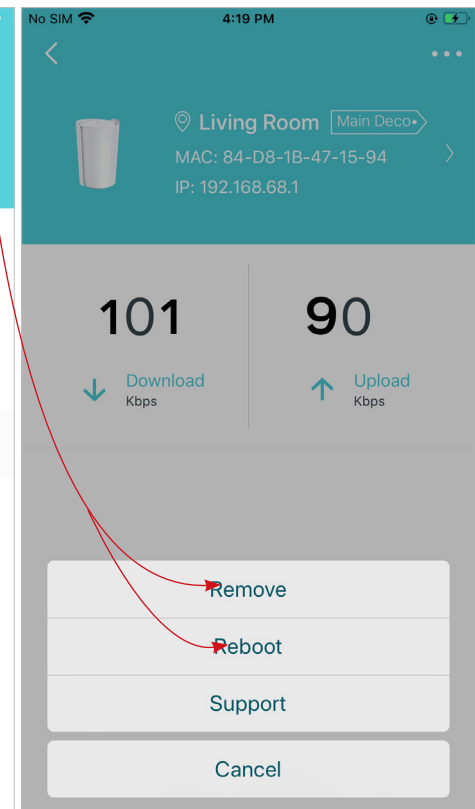 No SIM 4:19 PM
Living Room Main Deco
MAC: 84-D8-1B-47-15-94
IP: 192.168.68.1
101 90
Download Upload
Kbps Kbps
Remove
Reboot
Support
Cancel